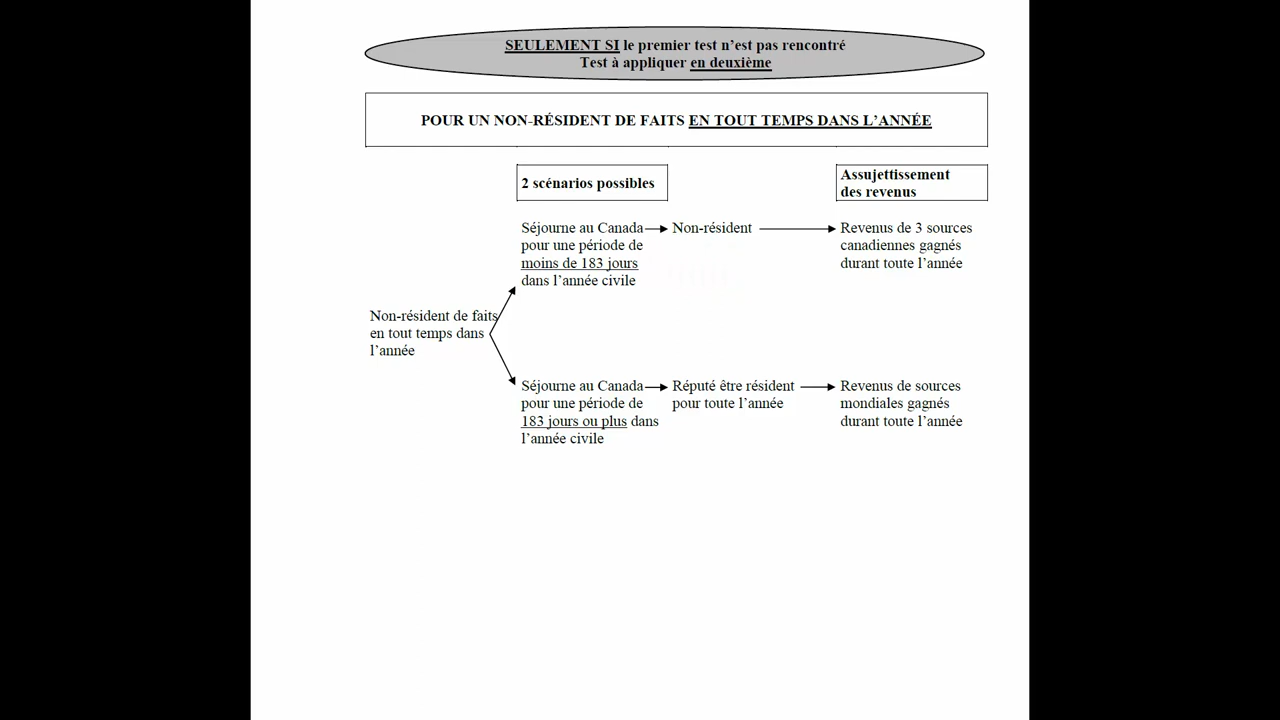 SEULEMENT SI le premier test n’est pas rencontré
Test à appliquer en deuxième
POUR UN NON-RÉSIDENT DE FAITS EN TOUT TEMPS DANS L’ANNÉE
2 scénarios possibles
Assujettissement
des revenus
Séjourne au Canada
pour une période de
moins de 183 jours
dans l’année civile
Non-résident
Revenus de 3 sources
canadiennes gagnés
durant toute l’année
Non-résident de faits
en tout temps dans
l’année
Séjourne au Canada
pour une période de
183 jours ou plus dans
l’année civile
Réputé être résident
pour toute l’année
Revenus de sources
mondiales gagnés
durant toute l’année